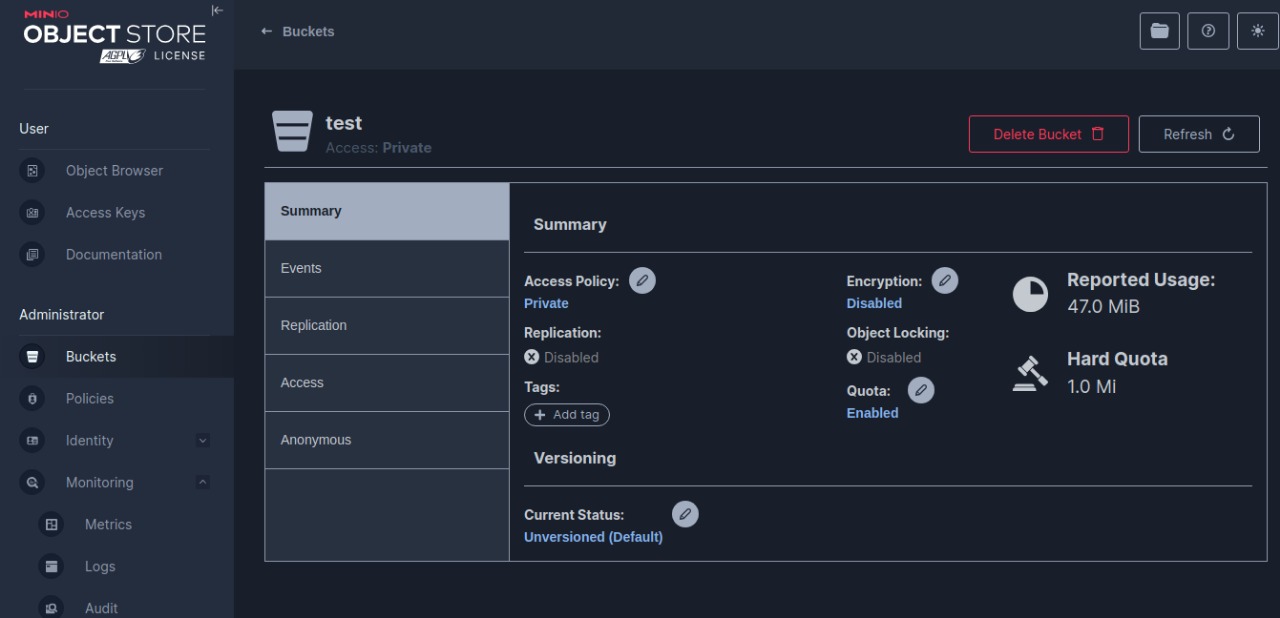 MINIO
OBJECT STORE
AGPLv3 LICENSE
← Buckets
User
Object Browser
Access Keys
Documentation
Administrator
Buckets
Policies
Identity
Monitoring
Metrics
Logs
Audit
test
Access: Private
Delete Bucket
Refresh
Summary
Events
Replication
Access
Anonymous
Summary
Access Policy:
Private
Encryption:
Disabled
Reported Usage:
47.0 MiB
Replication:
Disabled
Object Locking:
Disabled
Hard Quota
1.0 Mi
Tags:
+ Add tag
Quota:
Enabled
Versioning
Current Status:
Unversioned (Default)